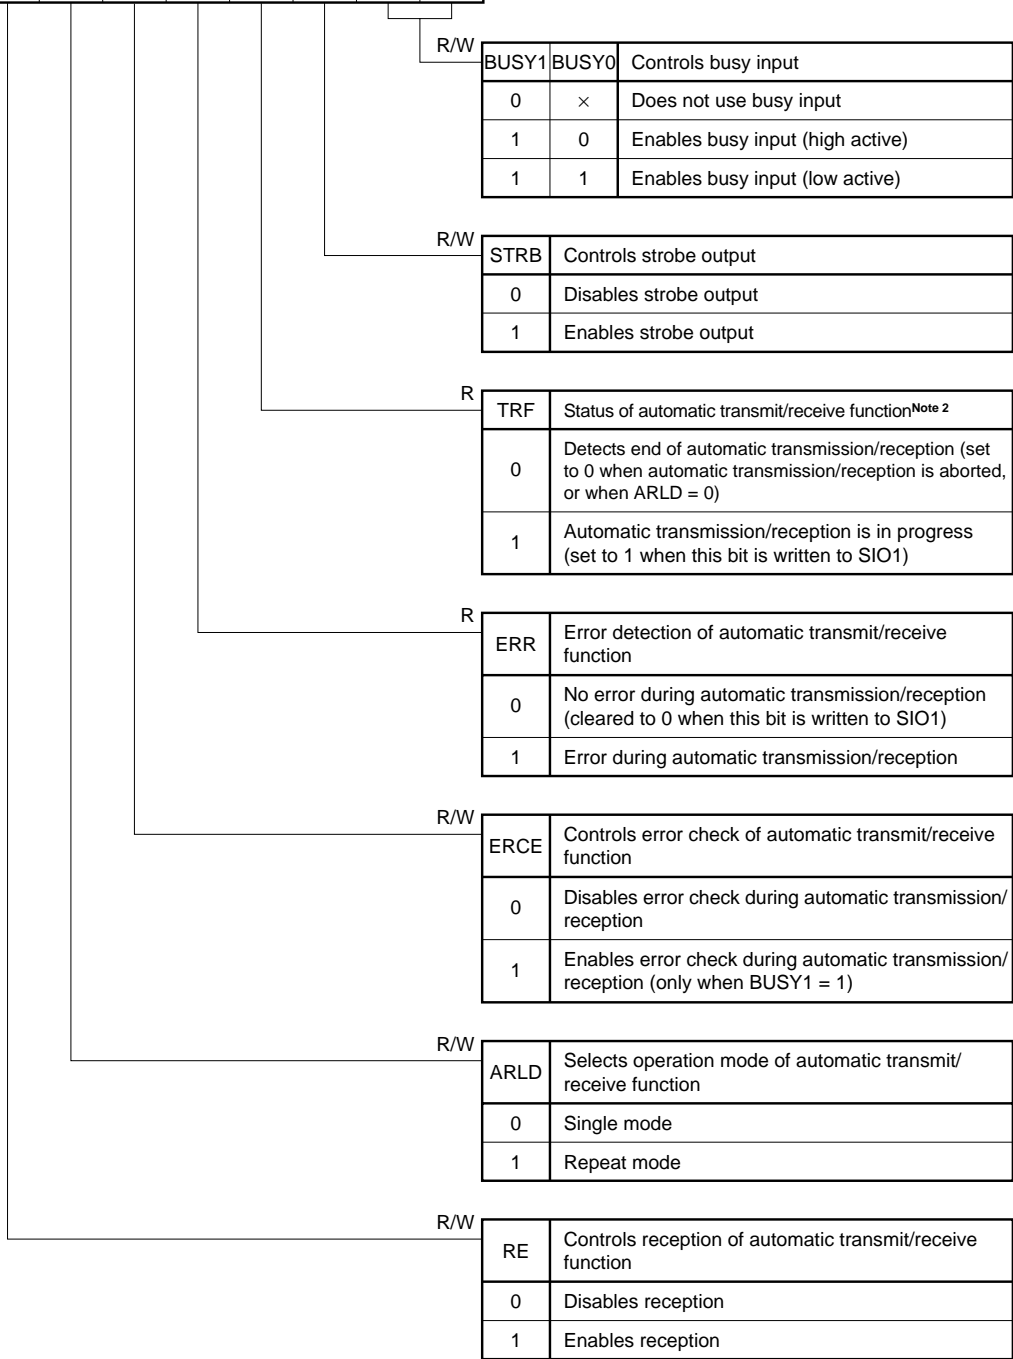 R/W
BUSY1 BUSY0 Controls busy input
0 × Does not use busy input
1 0 Enables busy input (high active)
1 1 Enables busy input (low active)
R/W
STRB Controls strobe output
0 Disables strobe output
1 Enables strobe output
R
TRF Status of automatic transmit/receive functionNote 2
0 Detects end of automatic transmission/reception (set
to 0 when automatic transmission/reception is aborted,
or when ARLD = 0)
1 Automatic transmission/reception is in progress
(set to 1 when this bit is written to SIO1)
R
ERR Error detection of automatic transmit/receive
function
0 No error during automatic transmission/reception
(cleared to 0 when this bit is written to SIO1)
1 Error during automatic transmission/reception
R/W
ERCE Controls error check of automatic transmit/receive
function
0 Disables error check during automatic transmission/
reception
1 Enables error check during automatic transmission/
reception (only when BUSY1 = 1)
R/W
ARLD Selects operation mode of automatic transmit/
receive function
0 Single mode
1 Repeat mode
R/W
RE Controls reception of automatic transmit/receive
function
0 Disables reception
1 Enables reception